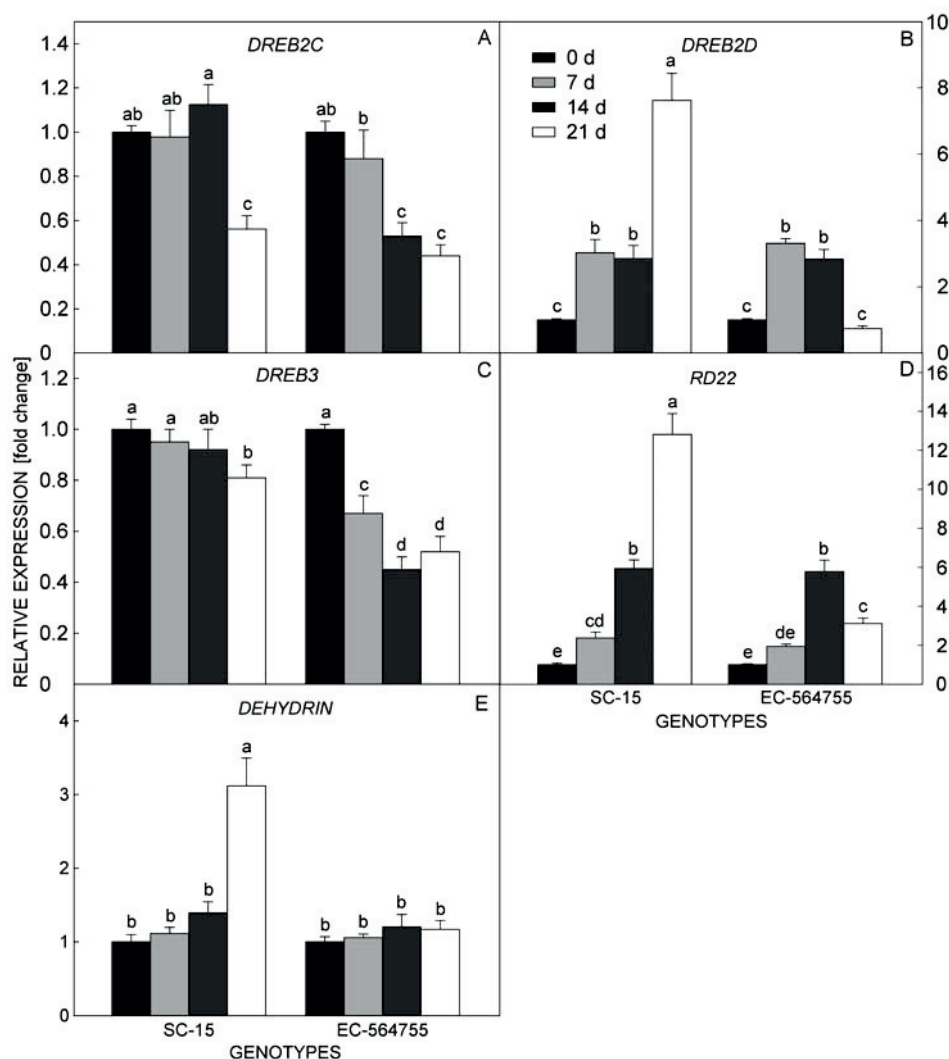 RELATIVE EXPRESSION [fold change]
DREB2C
A
1.4
1.2
1.0
0.8
0.6
0.4
0.2
0
ab
ab
a
c
ab
b
c
c
DREB2D
B
0 d
7 d
14 d
21 d
10
8
6
4
2
0
c
b
b
a
c
b
b
c
DREB3
C
1.2
1.0
0.8
0.6
0.4
0.2
0
a
a
ab
b
a
c
d
d
RD22
D
16
14
12
10
8
6
4
2
0
e
cd
b
a
e
de
b
c
SC-15
EC-564755
GENOTYPES
DEHYDRIN
E
4
3
2
1
0
b
b
b
a
b
b
b
b
SC-15
EC-564755
GENOTYPES